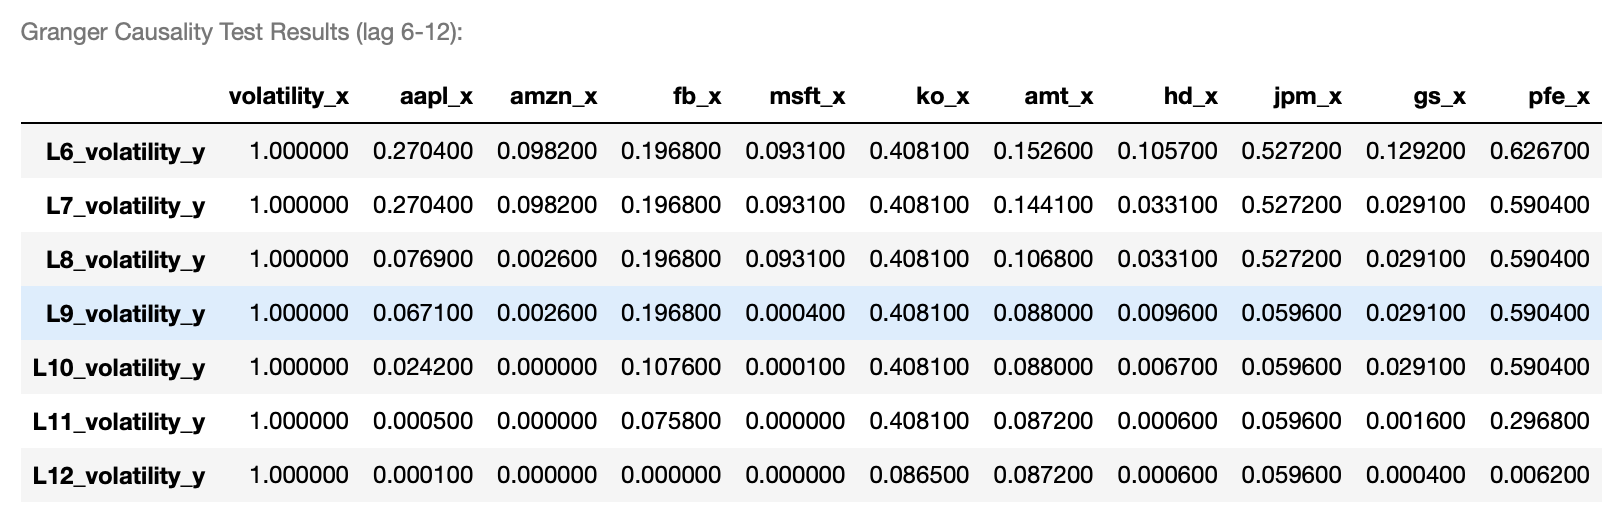 Granger Causality Test Results (lag 6-12):
volatility_x aapl_x amzn_x fb_x msft_x ko_x amt_x hd_x jpm_x gs_x pfe_x
L6_volatility_y 1.000000 0.270400 0.098200 0.196800 0.093100 0.408100 0.152600 0.105700 0.527200 0.129200 0.626700
L7_volatility_y 1.000000 0.270400 0.098200 0.196800 0.093100 0.408100 0.144100 0.033100 0.527200 0.029100 0.590400
L8_volatility_y 1.000000 0.076900 0.002600 0.196800 0.093100 0.408100 0.106800 0.033100 0.527200 0.029100 0.590400
L9_volatility_y 1.000000 0.067100 0.002600 0.196800 0.000400 0.408100 0.088000 0.009600 0.059600 0.029100 0.590400
L10_volatility_y 1.000000 0.024200 0.000000 0.107600 0.000100 0.408100 0.088000 0.006700 0.059600 0.029100 0.590400
L11_volatility_y 1.000000 0.000500 0.000000 0.075800 0.000000 0.408100 0.087200 0.000600 0.059600 0.001600 0.296800
L12_volatility_y 1.000000 0.000100 0.000000 0.000000 0.000000 0.086500 0.087200 0.000600 0.059600 0.000400 0.006200